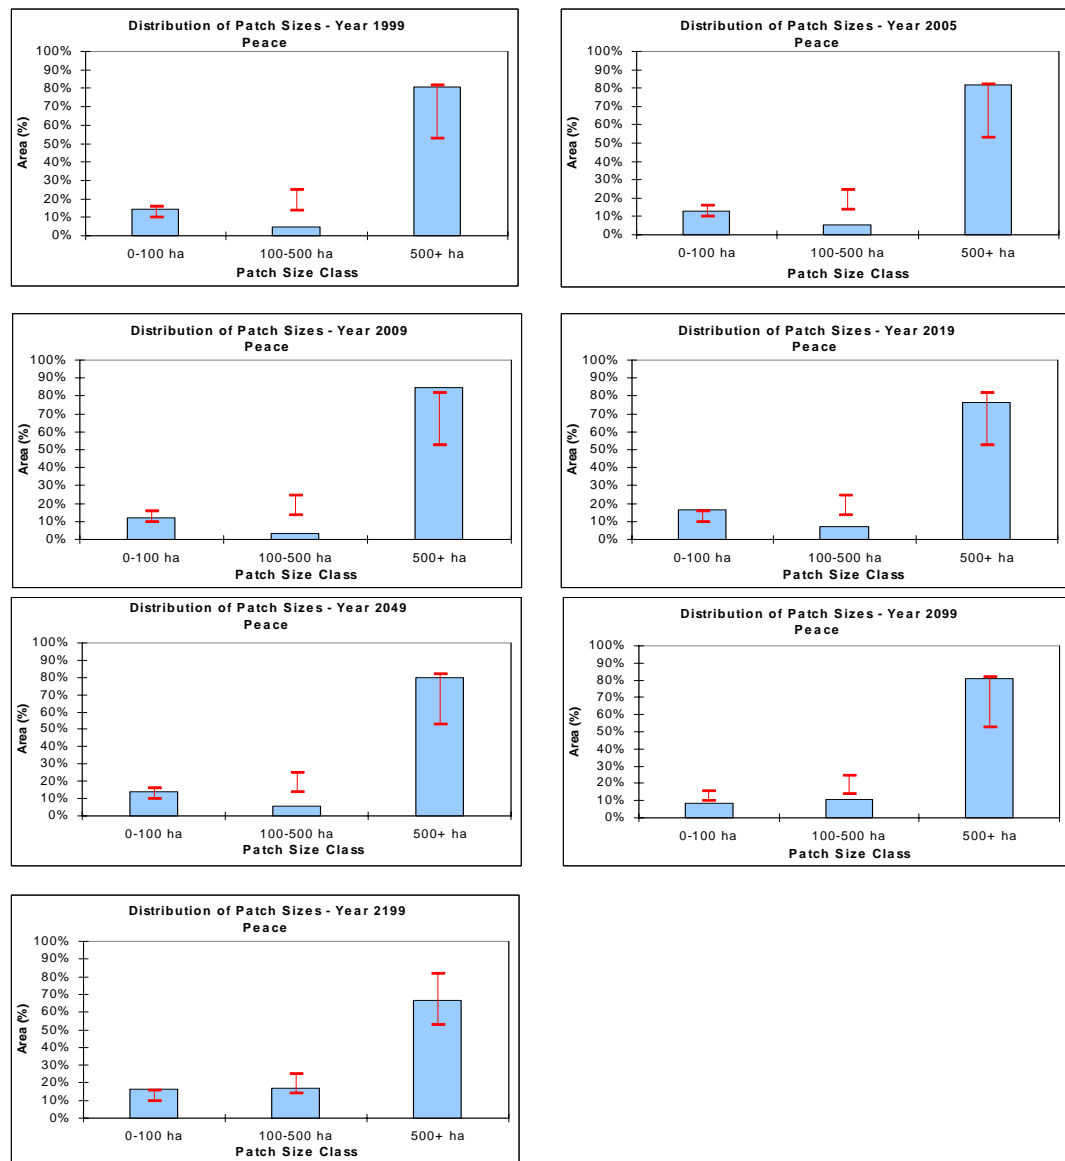 Distribution of Patch Sizes - Year 1999
Peace
100%
90%
80%
70%
60%
50%
40%
30%
20%
10%
0%
Area (%)
0-100 ha 100-500 ha 500+ ha
Patch Size Class
Distribution of Patch Sizes - Year 2005
Peace
100%
90%
80%
70%
60%
50%
40%
30%
20%
10%
0%
Area (%)
0-100 ha 100-500 ha 500+ ha
Patch Size Class
Distribution of Patch Sizes - Year 2009
Peace
100%
90%
80%
70%
60%
50%
40%
30%
20%
10%
0%
Area (%)
0-100 ha 100-500 ha 500+ ha
Patch Size Class
Distribution of Patch Sizes - Year 2019
Peace
100%
90%
80%
70%
60%
50%
40%
30%
20%
10%
0%
Area (%)
0-100 ha 100-500 ha 500+ ha
Patch Size Class
Distribution of Patch Sizes - Year 2049
Peace
100%
90%
80%
70%
60%
50%
40%
30%
20%
10%
0%
Area (%)
0-100 ha 100-500 ha 500+ ha
Patch Size Class
Distribution of Patch Sizes - Year 2099
Peace
100%
90%
80%
70%
60%
50%
40%
30%
20%
10%
0%
Area (%)
0-100 ha 100-500 ha 500+ ha
Patch Size Class
Distribution of Patch Sizes - Year 2199
Peace
100%
90%
80%
70%
60%
50%
40%
30%
20%
10%
0%
Area (%)
0-100 ha 100-500 ha 500+ ha
Patch Size Class